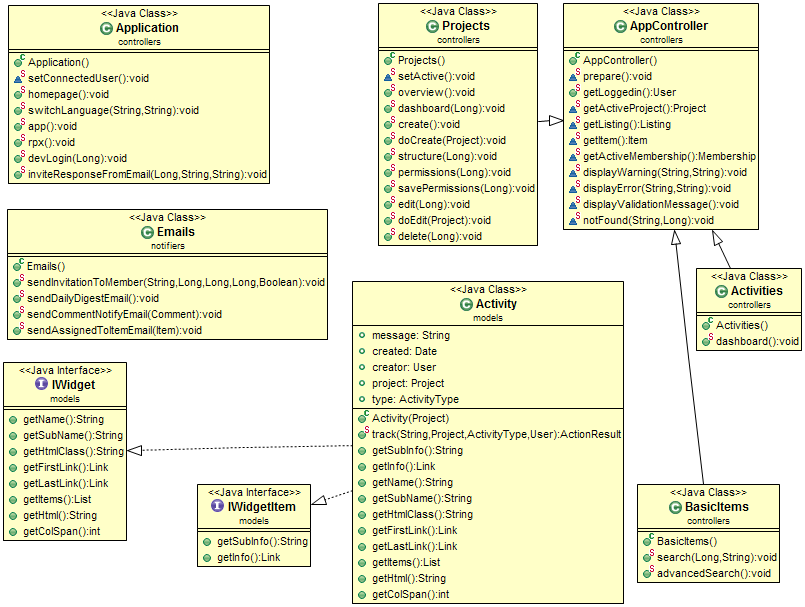 <<Java Class>>
Application
controllers
Application()
setConnectedUser():void
homepage():void
switchLanguage(String,String):void
app():void
rpx():void
devLogin(Long):void
inviteResponseFromEmail(Long,String,String):void
<<Java Class>>
Projects
controllers
Projects()
setActive():void
overview():void
dashboard(Long):void
create():void
doCreate(Project):void
structure(Long):void
permissions(Long):void
savePermissions(Long):void
edit(Long):void
doEdit(Project):void
delete(Long):void
<<Java Class>>
AppController
controllers
AppController()
prepare():void
getLoggedin():User
getActiveProject():Project
getListing():Listing
getItem():Item
getActiveMembership():Membership
displayWarning(String,String):void
displayError(String,String):void
displayValidationMessage():void
notFound(String,Long):void
<<Java Class>>
Emails
notifiers
Emails()
sendInvitationToMember(String,Long,Long,Long,Boolean):void
sendDailyDigestEmail():void
sendCommentNotifyEmail(Comment):void
sendAssignedToItemEmail(Item):void
<<Java Class>>
Activities
controllers
Activities()
dashboard():void
<<Java Class>>
Activity
models
message: String
created: Date
creator: User
project: Project
type: ActivityType
Activity(Project)
track(String,Project,ActivityType,User):ActionResult
getSubInfo():String
getInfo():Link
getName():String
getSubName():String
getHtmlClass():String
getFirstLink():Link
getLastLink():Link
getItems():List
getHtml():String
getColSpan():int
<<Java Interface>>
IWidget
models
getName():String
getSubName():String
getHtmlClass():String
getFirstLink():Link
getLastLink():Link
getItems():List
getHtml():String
getColSpan():int
<<Java Interface>>
IWidgetItem
models
getSubInfo():String
getInfo():Link
<<Java Class>>
BasicItems
controllers
BasicItems()
search(Long,String):void
advancedSearch():void